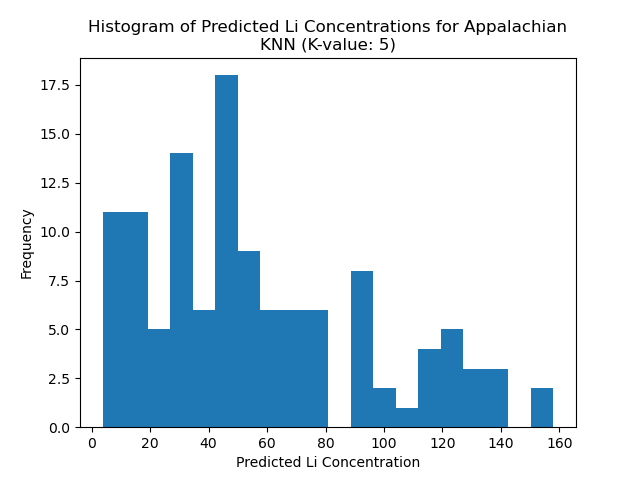 Histogram of Predicted Li Concentrations for Appalachian
KNN (K-value: 5)
17.5
15.0
12.5
10.0
7.5
5.0
2.5
0.0
Frequency
0 20 40 60 80 100 120 140 160
Predicted Li Concentration